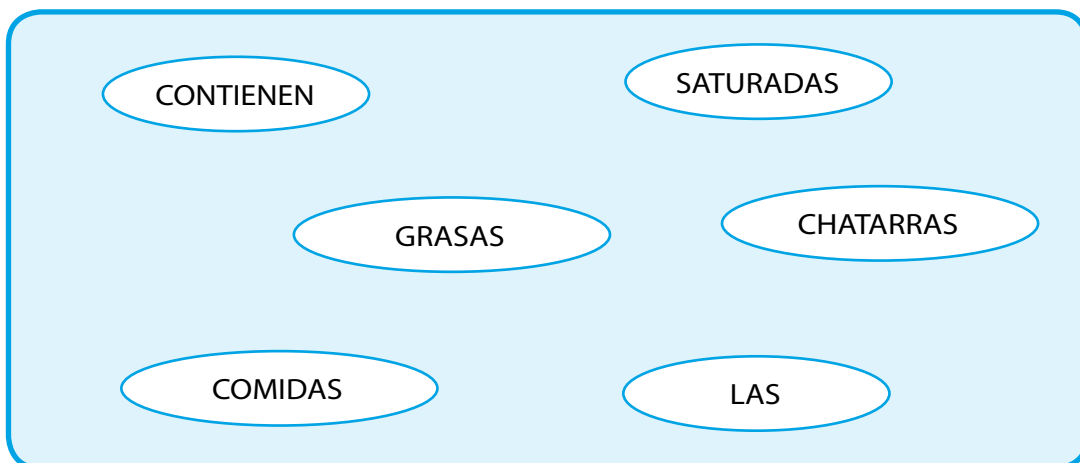 CONTIENEN
SATURADAS
GRASAS
CHATARRAS
COMIDAS
LAS